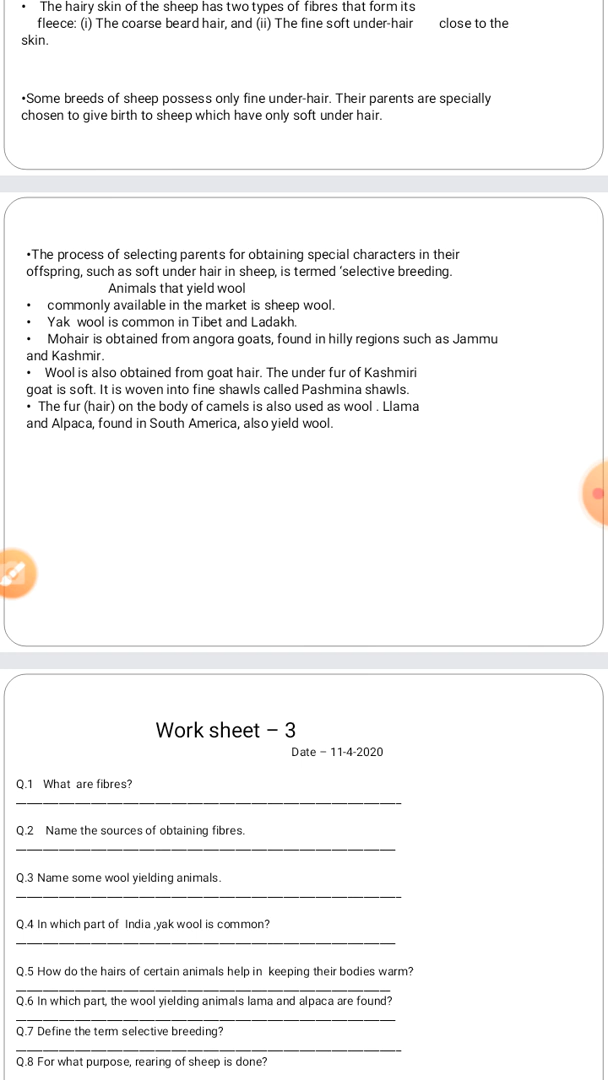 • The hairy skin of the sheep has two types of fibres that form its
fleece: (i) The coarse beard hair, and (ii) The fine soft under-hair close to the
skin.
•Some breeds of sheep possess only fine under-hair. Their parents are specially
chosen to give birth to sheep which have only soft under hair.
•The process of selecting parents for obtaining special characters in their
offspring, such as soft under hair in sheep, is termed ‘selective breeding.
Animals that yield wool
• commonly available in the market is sheep wool.
• Yak wool is common in Tibet and Ladakh.
• Mohair is obtained from angora goats, found in hilly regions such as Jammu
and Kashmir.
• Wool is also obtained from goat hair. The under fur of Kashmiri
goat is soft. It is woven into fine shawls called Pashmina shawls.
• The fur (hair) on the body of camels is also used as wool . Llama
and Alpaca, found in South America, also yield wool.
Work sheet – 3
Date – 11-4-2020
Q.1 What are fibres?
Q.2 Name the sources of obtaining fibres.
Q.3 Name some wool yielding animals.
Q.4 In which part of India ,yak wool is common?
Q.5 How do the hairs of certain animals help in keeping their bodies warm?
Q.6 In which part, the wool yielding animals lama and alpaca are found?
Q.7 Define the term selective breeding?
Q.8 For what purpose, rearing of sheep is done?